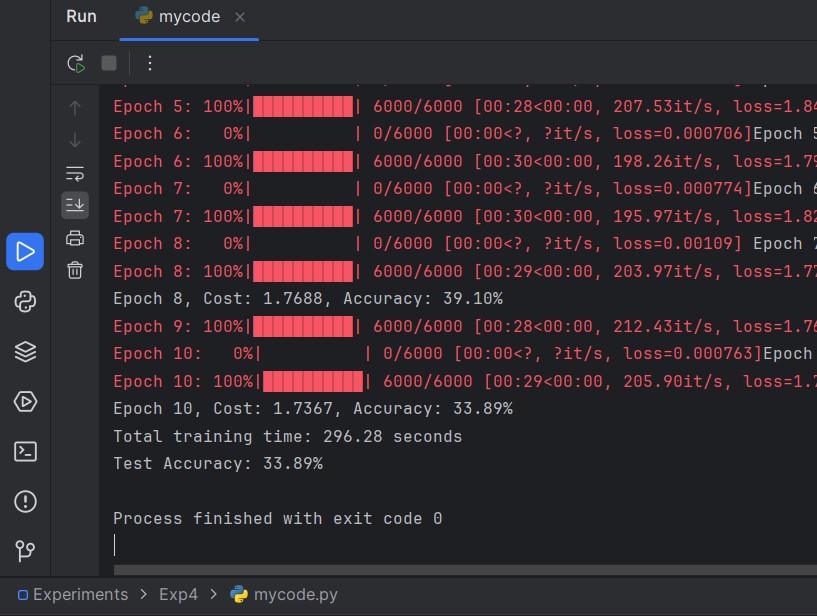 Run mycode
Epoch 5: 100%|██████████| 6000/6000 [00:28<00:00, 207.53it/s, loss=1.84
Epoch 6:   0%|          | 0/6000 [00:00<?, ?it/s, loss=0.000706]Epoch 5
Epoch 6: 100%|██████████| 6000/6000 [00:30<00:00, 198.26it/s, loss=1.79
Epoch 7:   0%|          | 0/6000 [00:00<?, ?it/s, loss=0.000774]Epoch 6
Epoch 7: 100%|██████████| 6000/6000 [00:30<00:00, 195.97it/s, loss=1.82
Epoch 8:   0%|          | 0/6000 [00:00<?, ?it/s, loss=0.00109] Epoch 7
Epoch 8: 100%|██████████| 6000/6000 [00:29<00:00, 203.97it/s, loss=1.77
Epoch 8, Cost: 1.7688, Accuracy: 39.10%
Epoch 9: 100%|██████████| 6000/6000 [00:28<00:00, 212.43it/s, loss=1.76
Epoch 10:   0%|          | 0/6000 [00:00<?, ?it/s, loss=0.000763]Epoch
Epoch 10: 100%|██████████| 6000/6000 [00:29<00:00, 205.90it/s, loss=1.7
Epoch 10, Cost: 1.7367, Accuracy: 33.89%
Total training time: 296.28 seconds
Test Accuracy: 33.89%
Process finished with exit code 0
Experiments > Exp4 > mycode.py